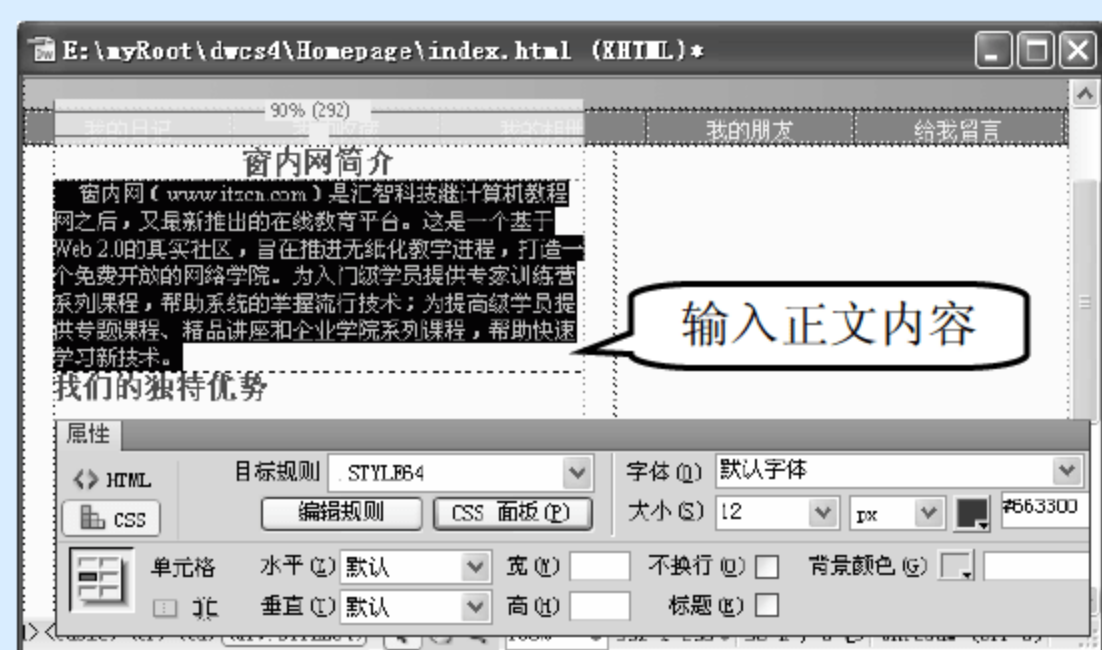 E:\myRoot\dwcs4\Homepage\index.html (XHTML)*
90% (292)
我的日记 我的相册 我的朋友 给我留言
窗内网简介
窗内网(www.itzcn.com)是汇智科技继计算机教程
网之后，又最新推出的在线教育平台。这是一个基于
Web 2.0的真实社区，旨在推进无纸化教学进程，打造一
个免费开放的网络学院。为入门级学员提供专家训练营
系列课程，帮助系统的掌握流行技术；为提高级学员提
供专题课程、精品讲座和企业学院系列课程，帮助快速
学习新技术。
输入正文内容
我们的独特优势
属性
<> HTML 目标规则 .STYLE64 字体(O) 默认字体
CSS 编辑规则 CSS 面板(P) 大小(S) 12 px #663300
单元格 水平(Z) 默认 宽(W) 不换行(O) 背景颜色(G)
垂直(T) 默认 高(H) 标题(E)